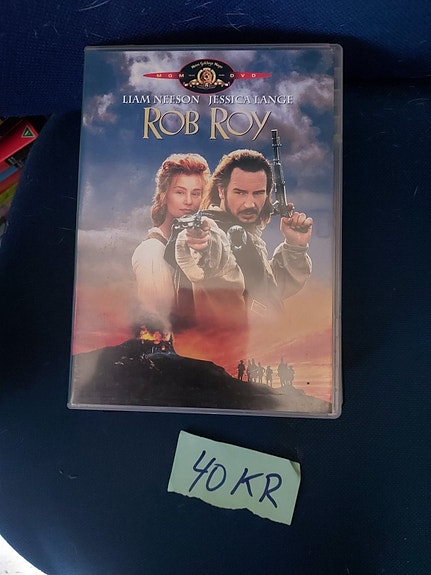 MGM DVD
LIAM NEESON JESSICA LANGE
ROB ROY
40 KR